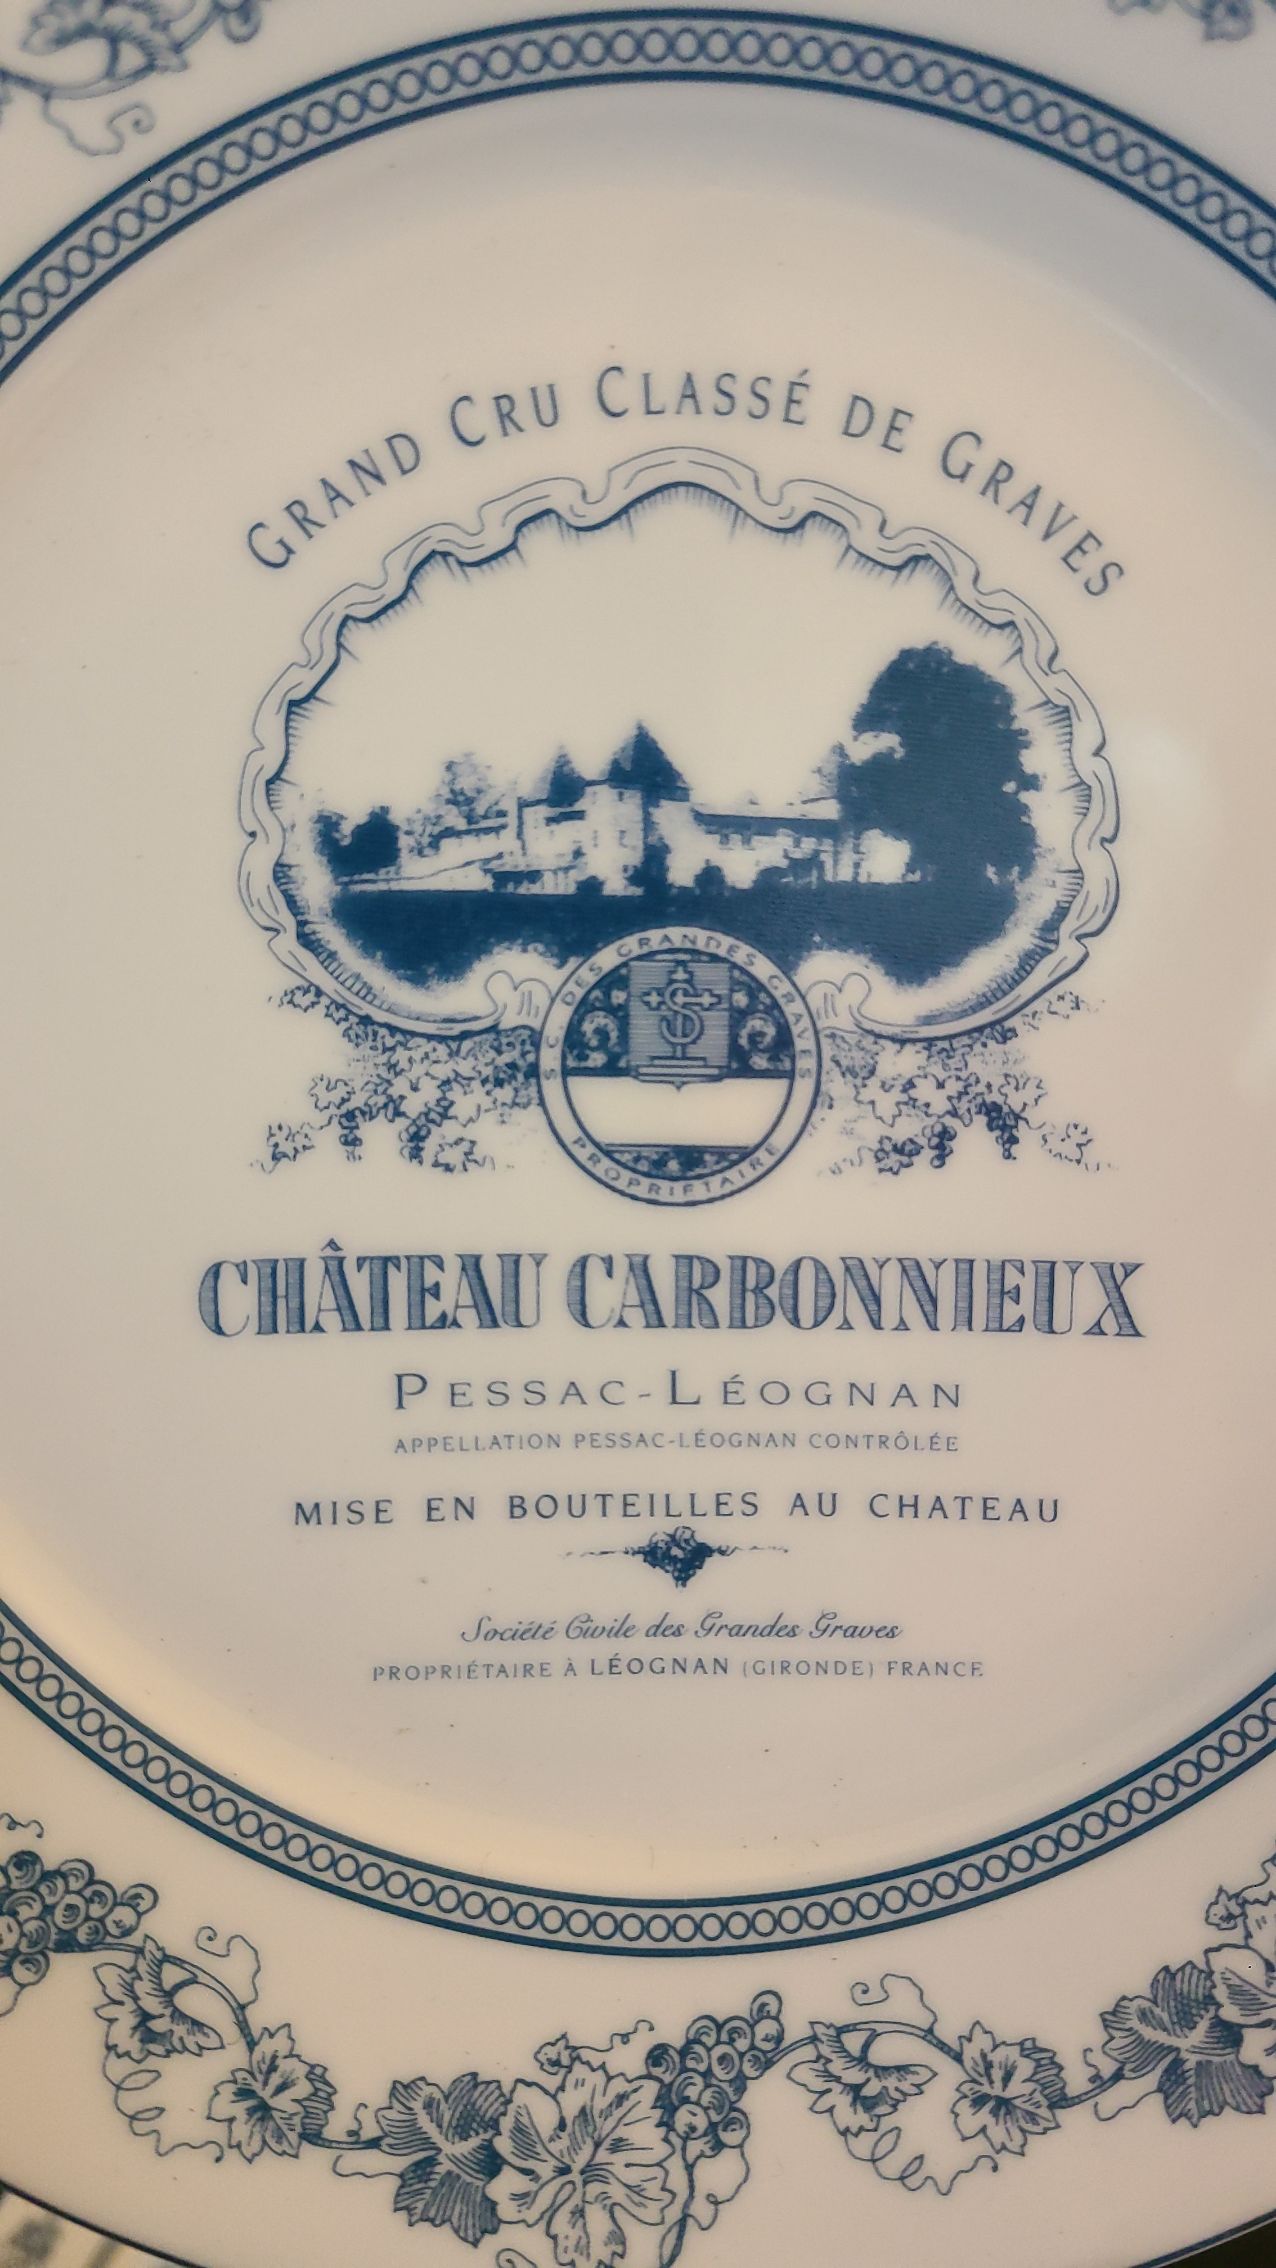 GRAND CRU CLASSÉ DE GRAVES
S.C. DES GRANDES GRAVES
PROPRIETAIRE
CHÂTEAU CARBONNIEUX
PESSAC-LÉOGNAN
APPELLATION PESSAC-LÉOGNAN CONTRÔLÉE
MISE EN BOUTEILLES AU CHATEAU
Société Civile des Grandes Graves
PROPRIÉTAIRE À LÉOGNAN (GIRONDE) FRANCE